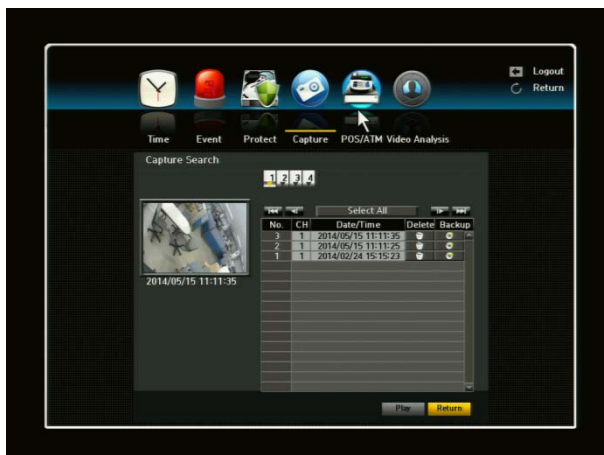 Logout
Return
Time Event Protect Capture POS/ATM Video Analysis
Capture Search
1 2 3 4
Select All
No. CH Date/Time Delete Backup
3 1 2014/05/15 11:11:35
2 1 2014/05/15 11:11:25
1 1 2014/02/24 15:15:23
2014/05/15 11:11:35
Play Return